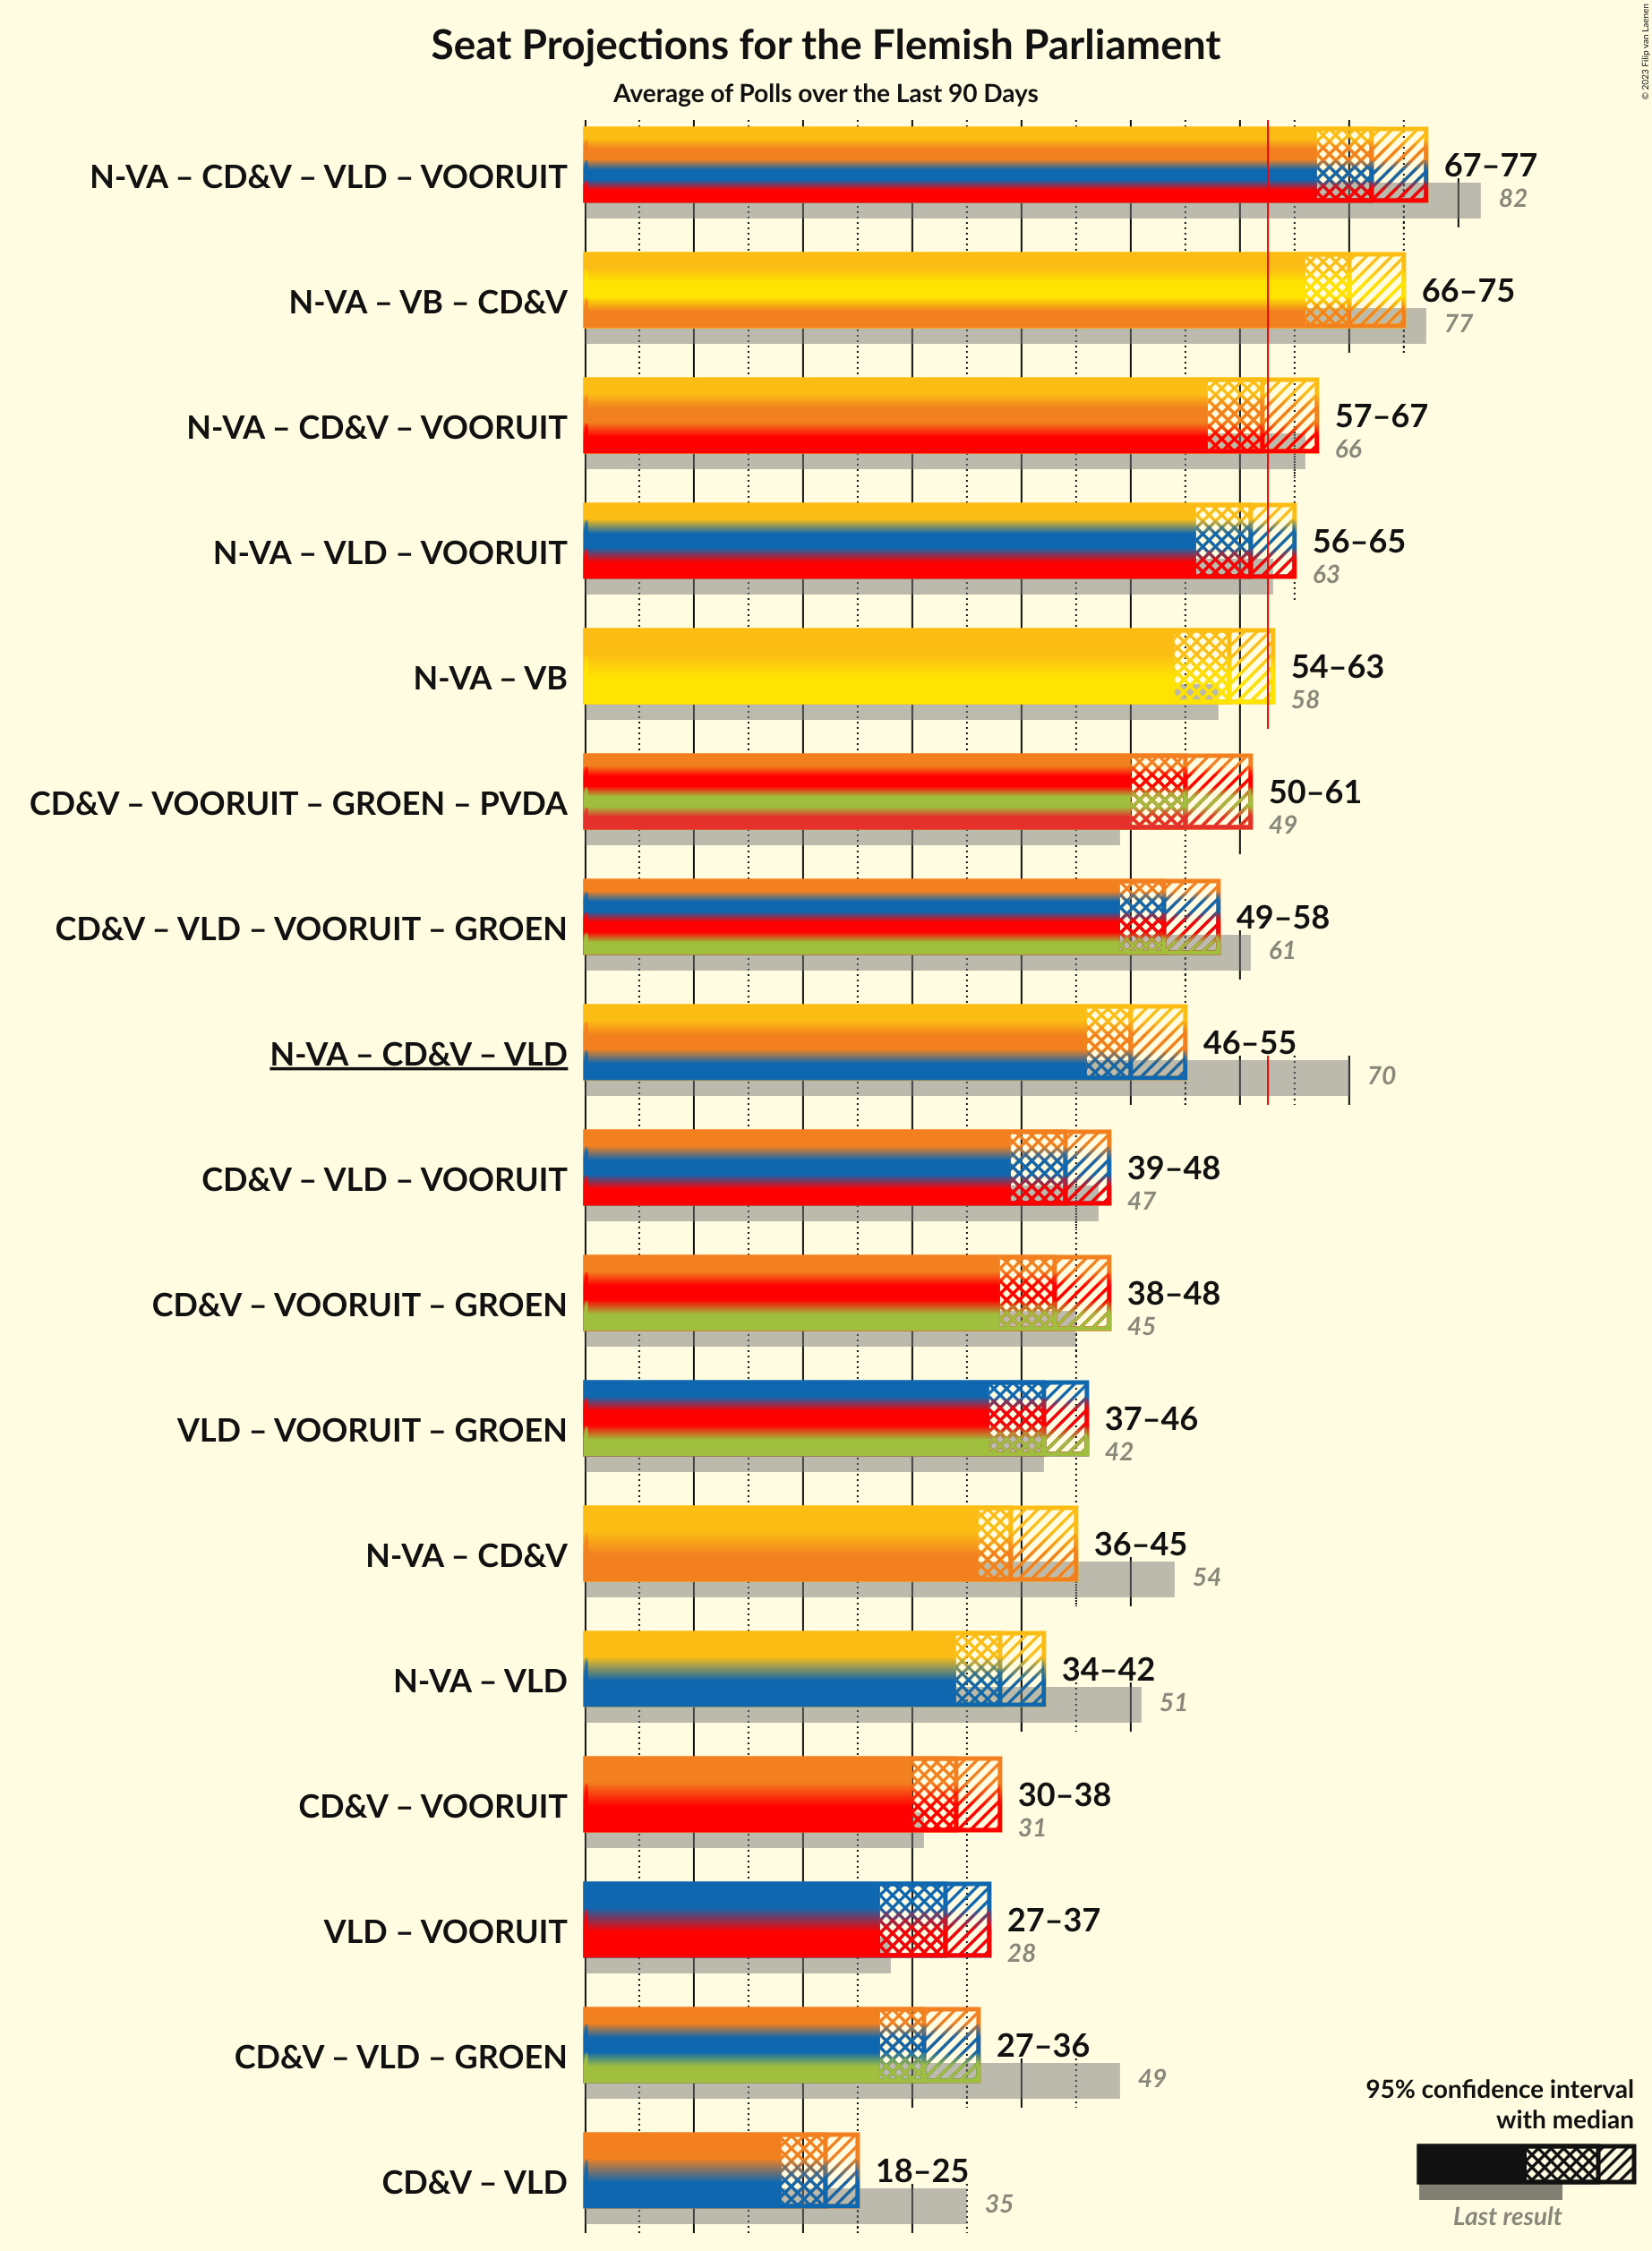 Seat Projections for the Flemish Parliament
Average of Polls over the Last 90 Days
© 2023 Filip van Laenen
N-VA – CD&V – VLD – VOORUIT
67–77
82
N-VA – VB – CD&V
66–75
77
N-VA – CD&V – VOORUIT
57–67
66
N-VA – VLD – VOORUIT
56–65
63
N-VA – VB
54–63
58
CD&V – VOORUIT – GROEN – PVDA
50–61
49
CD&V – VLD – VOORUIT – GROEN
49–58
61
N-VA – CD&V – VLD
46–55
70
CD&V – VLD – VOORUIT
39–48
47
CD&V – VOORUIT – GROEN
38–48
45
VLD – VOORUIT – GROEN
37–46
42
N-VA – CD&V
36–45
54
N-VA – VLD
34–42
51
CD&V – VOORUIT
30–38
31
VLD – VOORUIT
27–37
28
CD&V – VLD – GROEN
27–36
49
CD&V – VLD
18–25
35
95% confidence interval
with median
Last result